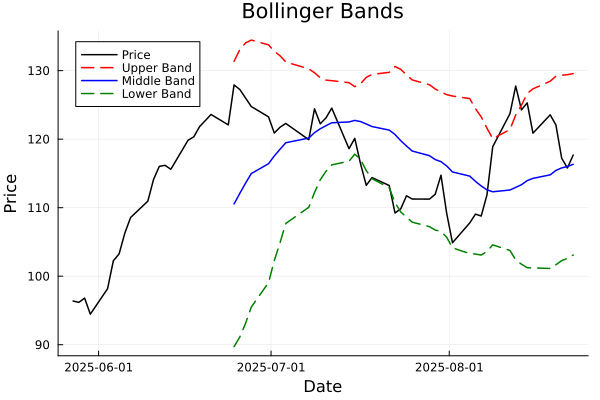 Bollinger Bands
Price
Upper Band
Middle Band
Lower Band
Price
130
120
110
100
90
2025-06-01
2025-07-01
2025-08-01
Date